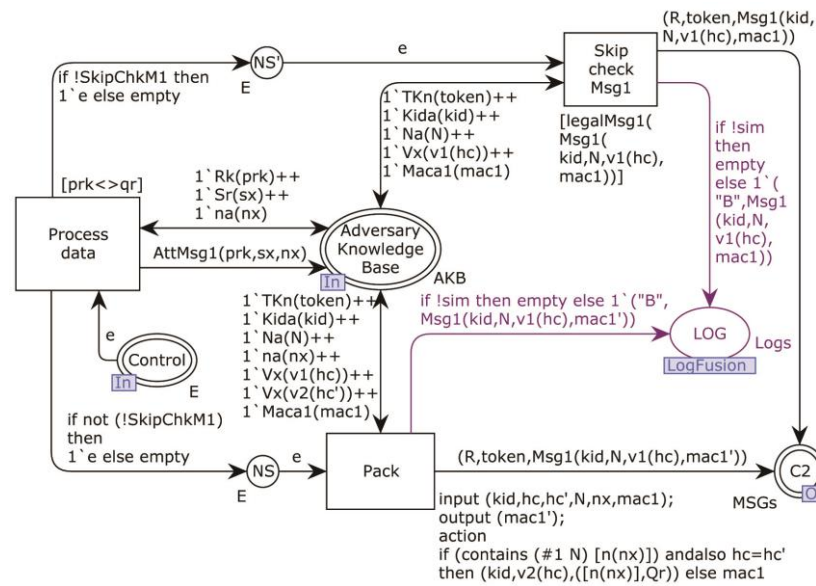 (R,token,Msg1(kid,
N,v1(hc),mac1))
NS'
e
E
if !SkipChkM1 then
1`e else empty
Skip
check
Msg1
[legalMsg1(
Msg1(
kid,N,v1(hc),
mac1))]
1`TKn(token)++
1`Kida(kid)++
1`Na(N)++
1`Vx(v1(hc))++
1`Maca1(mac1)
if !sim
then
empty
else 1`(
"B",Msg1
(kid,N,
v1(hc),
mac1))
[prk<>qr]
Process
data
1`Rk(prk)++
1`Sr(sx)++
1`na(nx)
AttMsg1(prk,sx,nx)
Adversary
Knowledge
Base
In
AKB
e
Control
In
E
1`TKn(token)++
1`Kida(kid)++
1`Na(N)++
1`na(nx)++
1`Vx(v1(hc))++
1`Vx(v2(hc'))++
1`Maca1(mac1)
if !sim then empty else 1`("B",
Msg1(kid,N,v1(hc),mac1'))
LOG
Logs
LogFusion
if not (!SkipChkM1)
then
1`e else empty
NS
E
e
Pack
(R,token,Msg1(kid,N,v1(hc),mac1'))
C2
O
MSGs
input (kid,hc,hc',N,nx,mac1);
output (mac1');
action
if (contains (#1 N) [n(nx)]) andalso hc=hc'
then (kid,v2(hc),([n(nx)],Qr)) else mac1